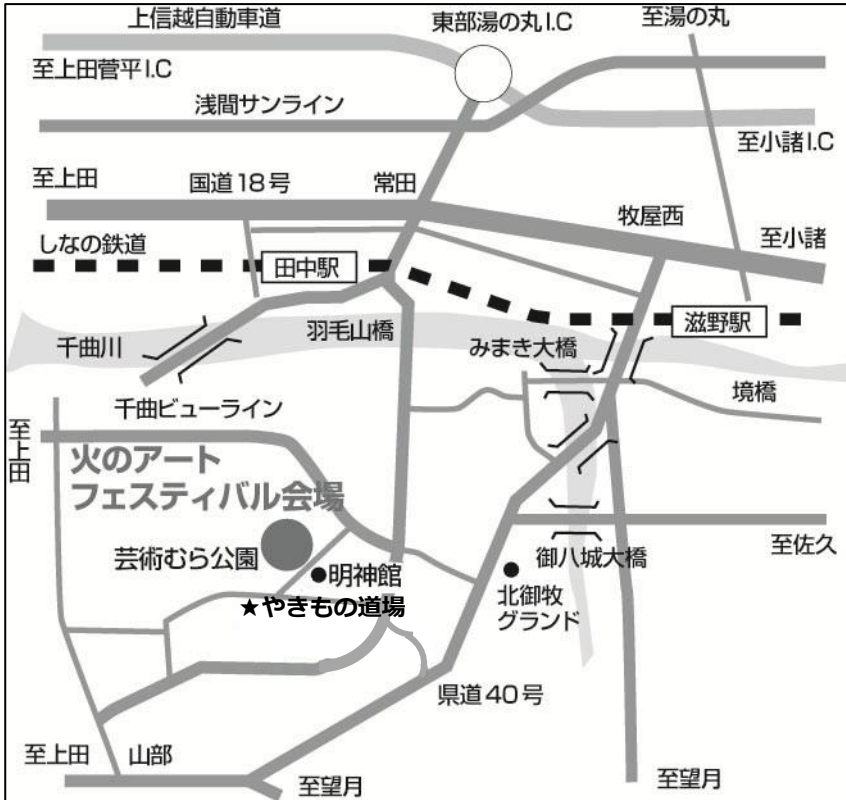 上信越自動車道
東部湯の丸I.C
至湯の丸
至上田菅平I.C
浅間サンライン
至小諸I.C
至上田
国道18号
常田
牧屋西
至小諸
しなの鉄道
田中駅
滋野駅
千曲川
羽毛山橋
みまき大橋
境橋
千曲ビューライン
至上田
火のアート
フェスティバル会場
芸術むら公園
明神館
★やきもの道場
御八城大橋
至佐久
北御牧
グランド
県道40号
至上田
山部
至望月
至望月